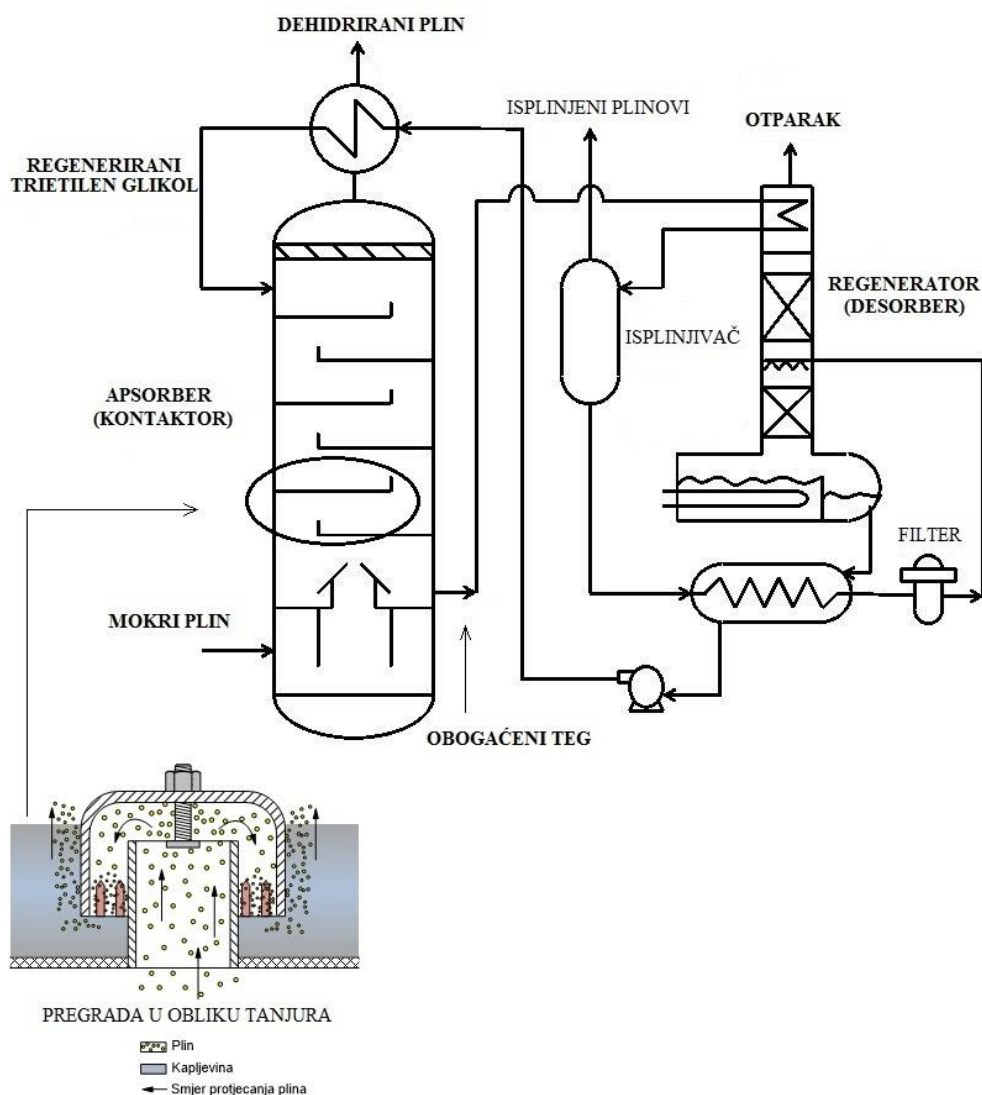 DEHIDRIRANI PLIN
ISPLINJENI PLINOVI
OTPARAK
REGENERIRANI
TRIETILEN GLIKOL
REGENERATOR
(DESORBER)
ISPLINJIVAČ
APSORBER
(KONTAKTOR)
FILTER
MOKRI PLIN
OBOGAĆENI TEG
PREGRADA U OBLIKU TANJURA
Plin
Kapljevina
Smjer protjecanja plina